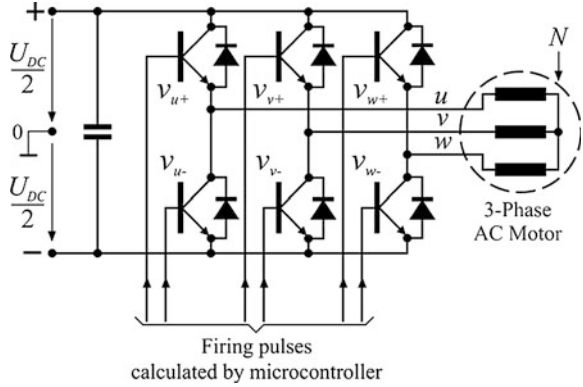 +
U_DC
2
0
U_DC
2
−
v_u+
v_v+
v_w+
v_u-
v_v-
v_w-
u
v
w
N
3-Phase
AC Motor
Firing pulses
calculated by microcontroller